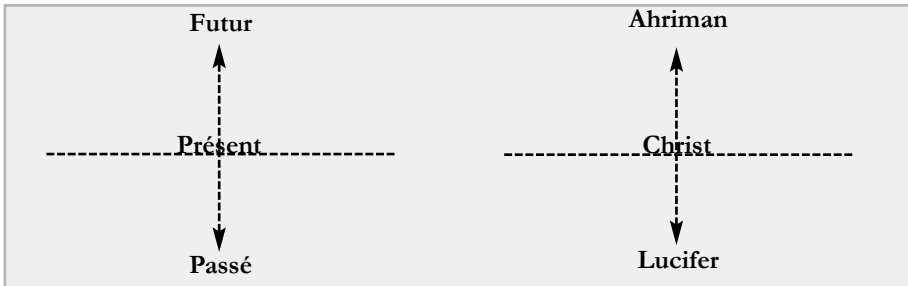 Futur
Présent
Passé
Ahriman
Christ
Lucifer